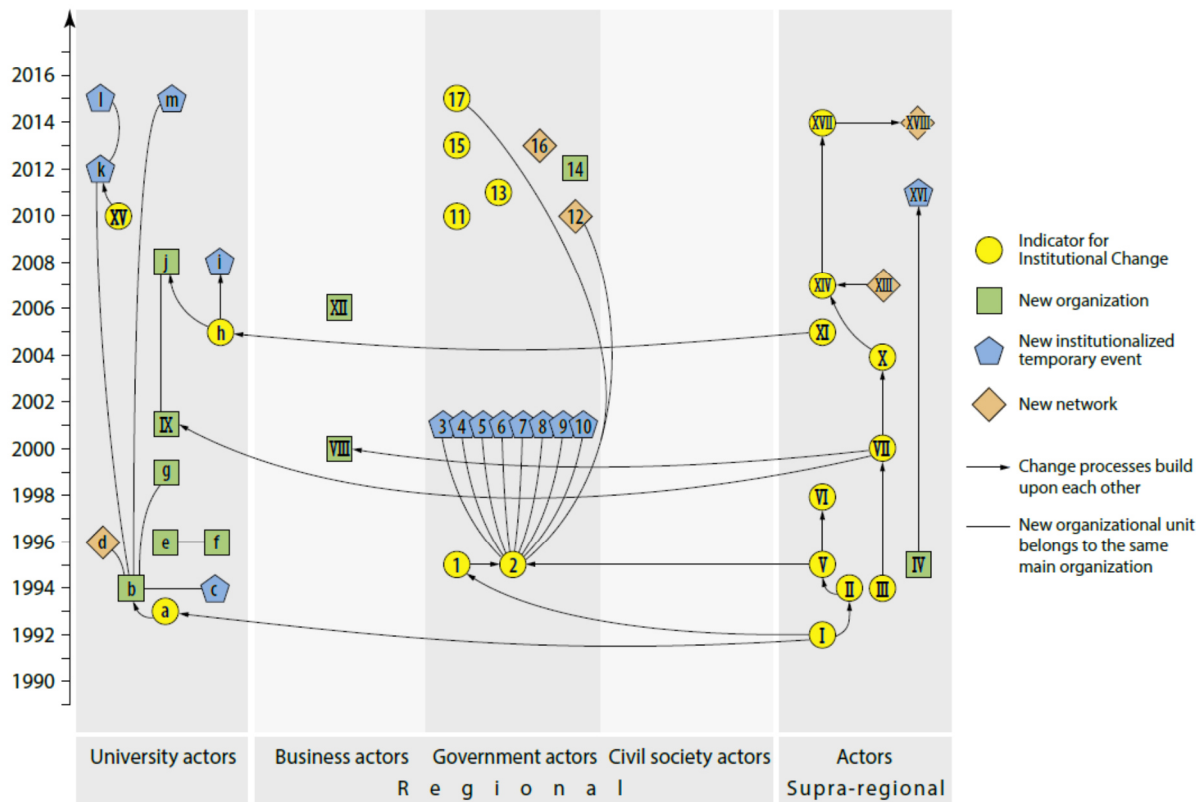 2016
2014
2012
2010
2008
2006
2004
2002
2000
1998
1996
1994
1992
1990
l
m
k
XV
j
i
h
IX
g
d
e
f
b
c
a
XII
VIII
17
15
16
14
13
11
12
3 4 5 6 7 8 9 10
1
2
XVII
XVIII
XVI
XIV
XIII
XI
X
VII
VI
V
IV
II
III
I
Indicator for
Institutional Change
New organization
New institutionalized
temporary event
New network
Change processes build
upon each other
New organizational unit
belongs to the same
main organization
University actors
Business actors
Government actors
Civil society actors
Actors
Regional
Supra-regional